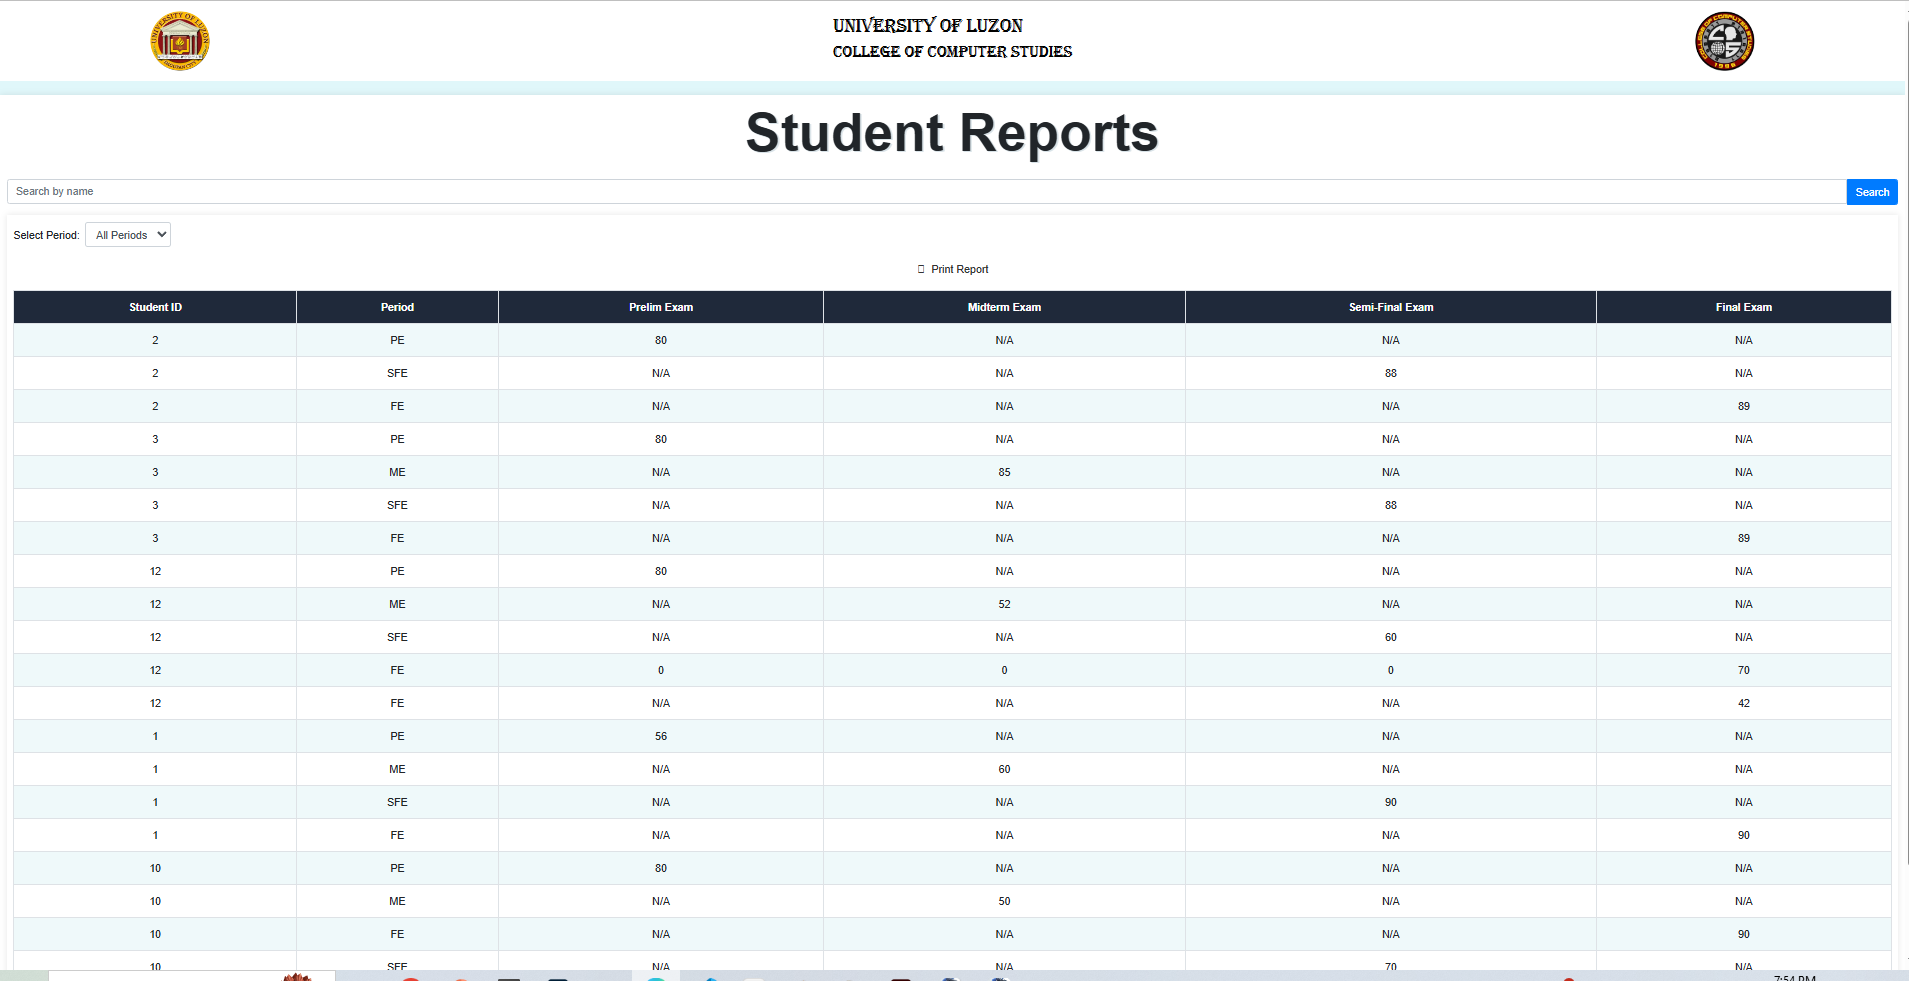 UNIVERSITY OF LUZON
COLLEGE OF COMPUTER STUDIES
Student Reports
Search by name Search
Select Period: All Periods
Print Report
Student ID Period Prelim Exam Midterm Exam Semi-Final Exam Final Exam
2 PE 80 N/A N/A N/A
2 SFE N/A N/A 88 N/A
2 FE N/A N/A N/A 89
3 PE 80 N/A N/A N/A
3 ME N/A 85 N/A N/A
3 SFE N/A N/A 88 N/A
3 FE N/A N/A N/A 89
12 PE 80 N/A N/A N/A
12 ME N/A 52 N/A N/A
12 SFE N/A N/A 60 N/A
12 FE 0 0 0 70
12 FE N/A N/A N/A 42
1 PE 56 N/A N/A N/A
1 ME N/A 60 N/A N/A
1 SFE N/A N/A 90 N/A
1 FE N/A N/A N/A 90
10 PE 80 N/A N/A N/A
10 ME N/A 50 N/A N/A
10 FE N/A N/A N/A 90
10 SFE N/A N/A 70 N/A
7:54 PM